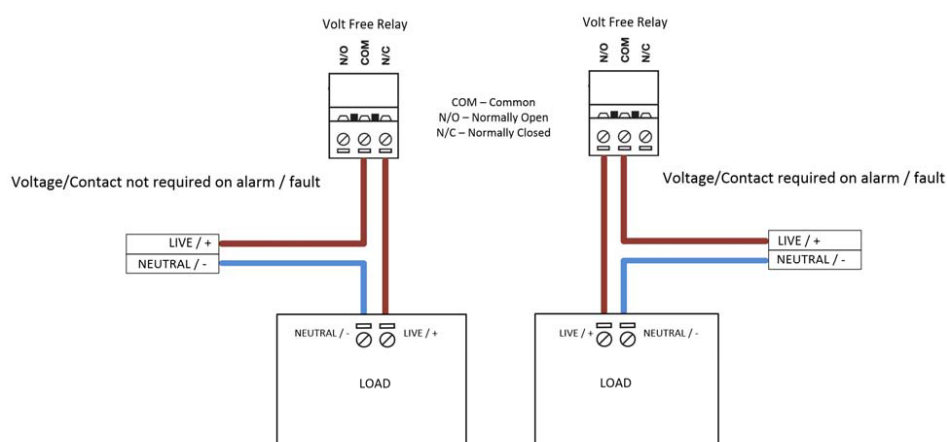 Volt Free Relay
N/O COM N/C
Voltage/Contact not required on alarm / fault
LIVE / +
NEUTRAL / -
NEUTRAL / - LIVE / +
LOAD
COM – Common
N/O – Normally Open
N/C – Normally Closed
Volt Free Relay
N/O COM N/C
Voltage/Contact required on alarm / fault
LIVE / +
NEUTRAL / -
LIVE / + NEUTRAL / -
LOAD